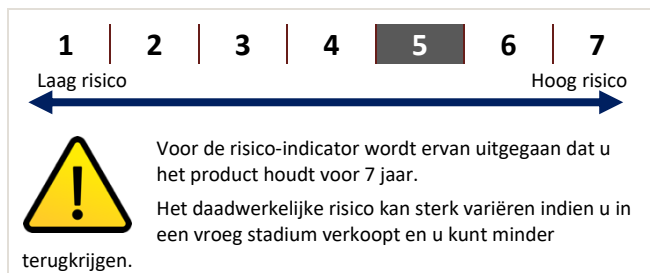 1 2 3 4 5 6 7
Laag risico Hoog risico
Voor de risico-indicator wordt ervan uitgegaan dat u
het product houdt voor 7 jaar.
Het daadwerkelijke risico kan sterk variëren indien u in
een vroeg stadium verkoopt en u kunt minder
terugkrijgen.